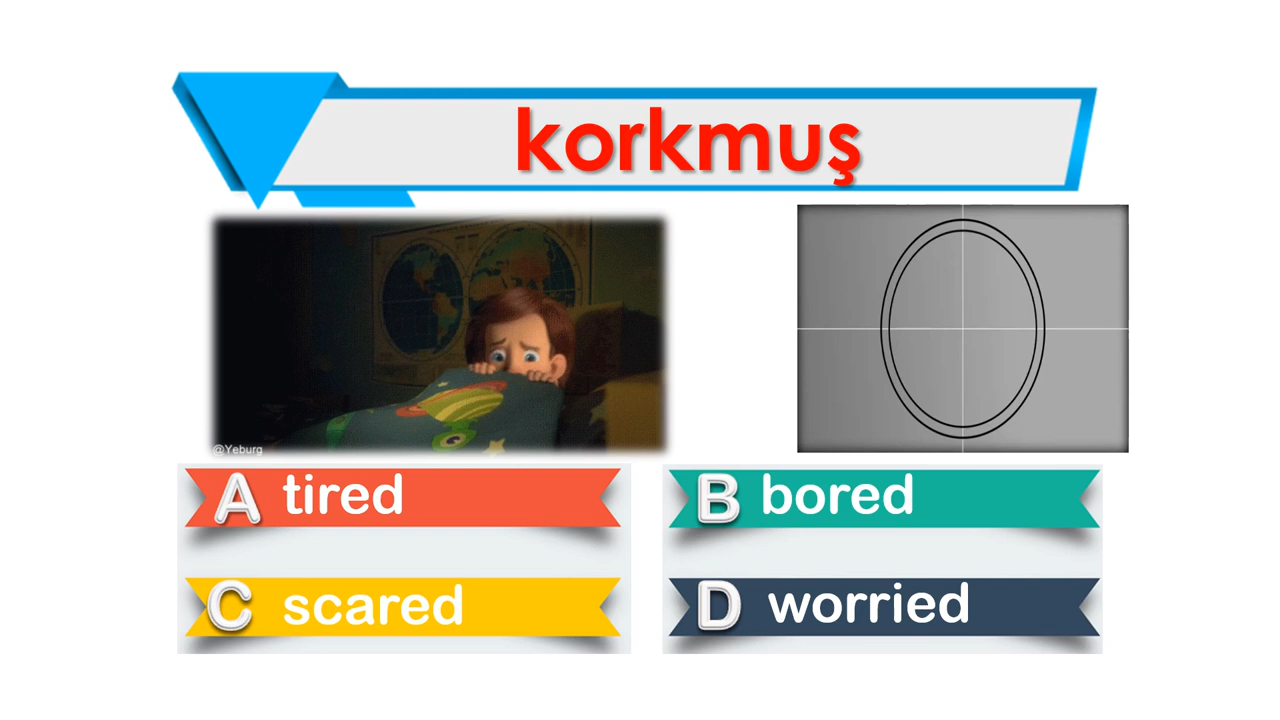 korkmuş
@Yeburg
A tired
B bored
C scared
D worried